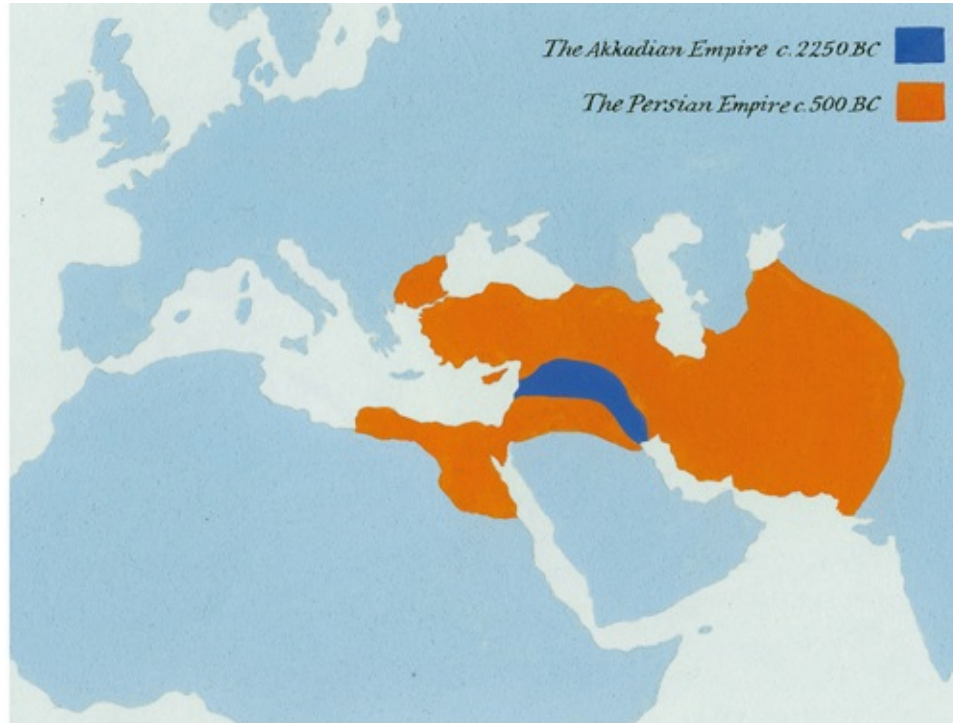 The Akkadian Empire c. 2250 BC
The Persian Empire c. 500 BC